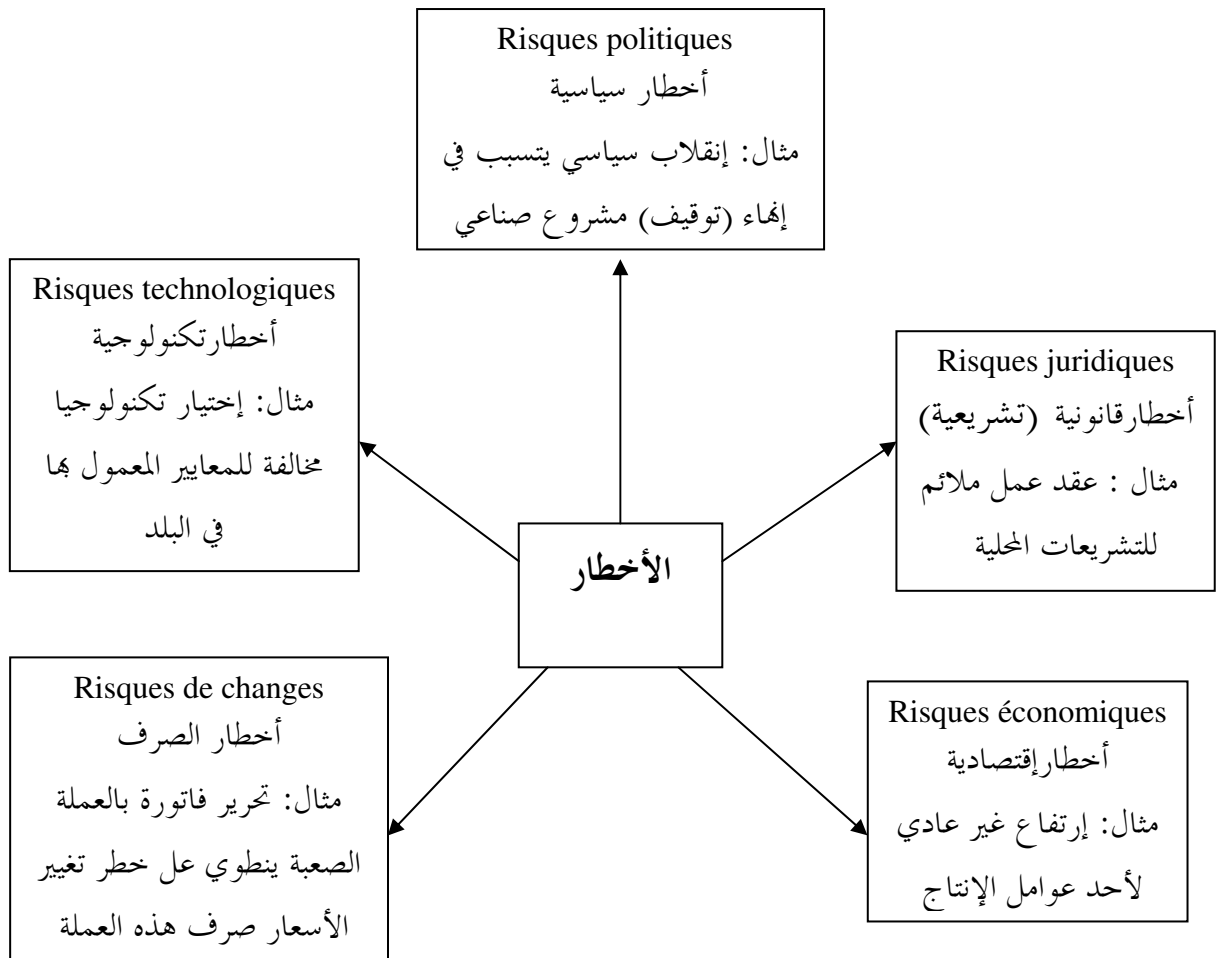 Risques politiques
أخطار سياسية
مثال: إنقلاب سياسي يتسبب في
إنهاء (توقيف) مشروع صناعي
Risques technologiques
أخطارتكنولوجية
مثال: إختيار تكنولوجيا
مخالفة للمعايير المعمول بها
في البلد
Risques juridiques
أخطارقانونية (تشريعية)
مثال : عقد عمل ملائم
للتشريعات المحلية
الأخطار
Risques de changes
أخطار الصرف
مثال: تحرير فاتورة بالعملة
الصعبة ينطوي عل خطر تغيير
الأسعار صرف هذه العملة
Risques économiques
أخطارإقتصادية
مثال: إرتفاع غير عادي
لأحد عوامل الإنتاج